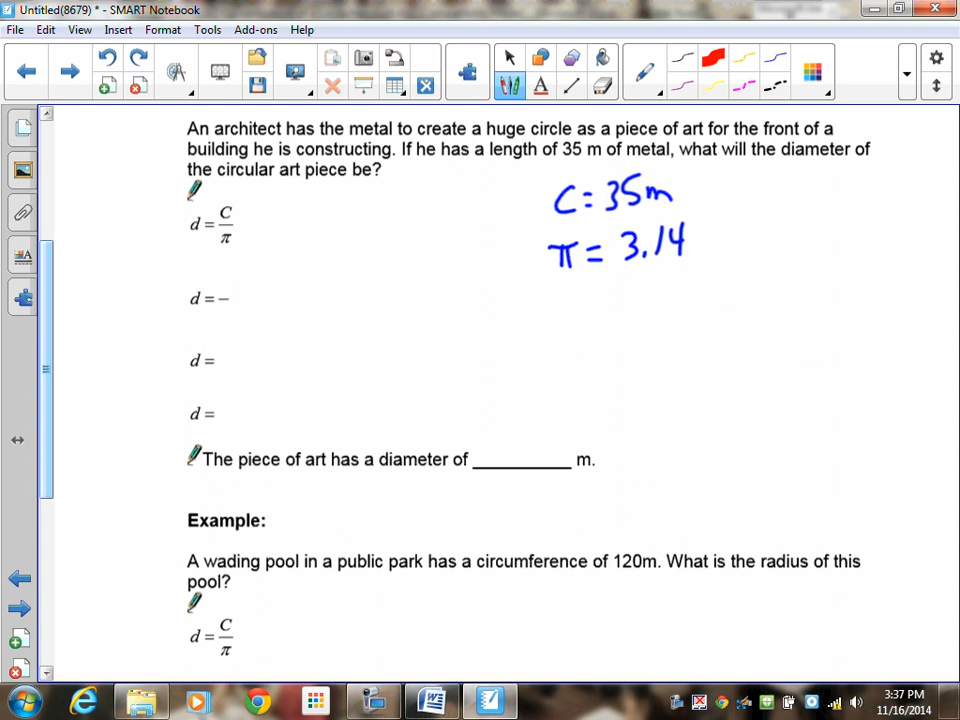 Untitled(8679) * - SMART Notebook
File Edit View Insert Format Tools Add-ons Help
An architect has the metal to create a huge circle as a piece of art for the front of a
building he is constructing. If he has a length of 35 m of metal, what will the diameter of
the circular art piece be?
C = 35m
d = C/π
π = 3.14
d = –
d =
d =
The piece of art has a diameter of __________ m.
Example:
A wading pool in a public park has a circumference of 120m. What is the radius of this
pool?
d = C/π
3:37 PM
11/16/2014